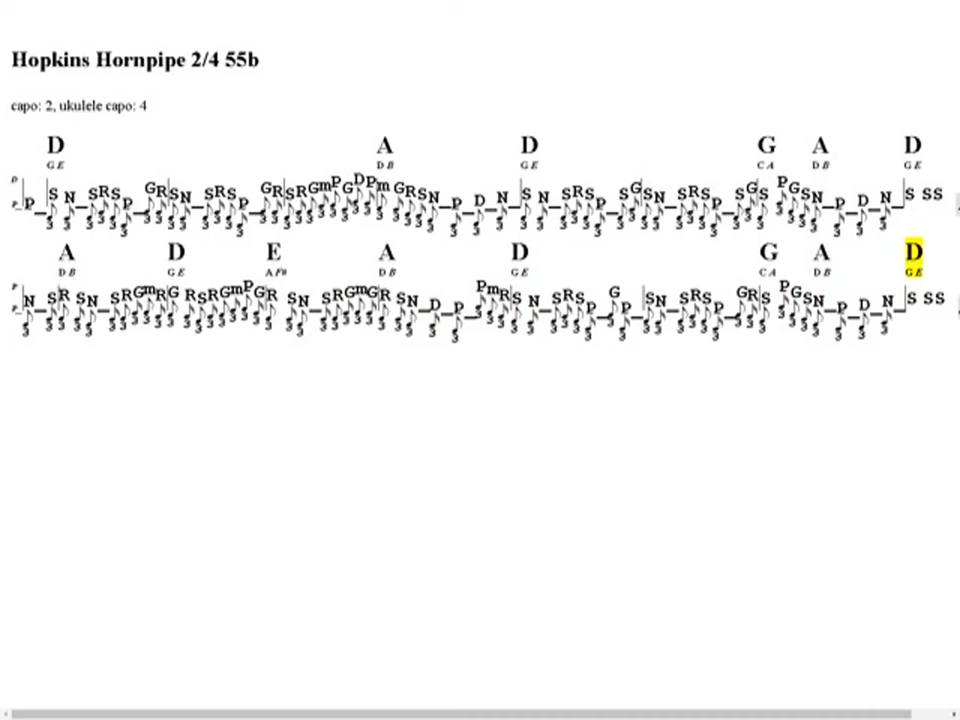 Hopkins Hornpipe 2/4 55b
capo: 2, ukulele capo: 4
D A D G A D
G E D B G E C A D B G E
P S N S R S P G R S N S R S P G R S R G m P G D P m G R S N P D N S N S R S P S G S N S R S P S G S P G S N P D N S S S
A D E A D G A D
D B G E A F# D B G E C A D B G E
N S R S N S R G m R G R S R S G m P G R S N S R G m G R S N D P P m R S N S R S P G P S N S R S P G R S P G S N P D N S S S